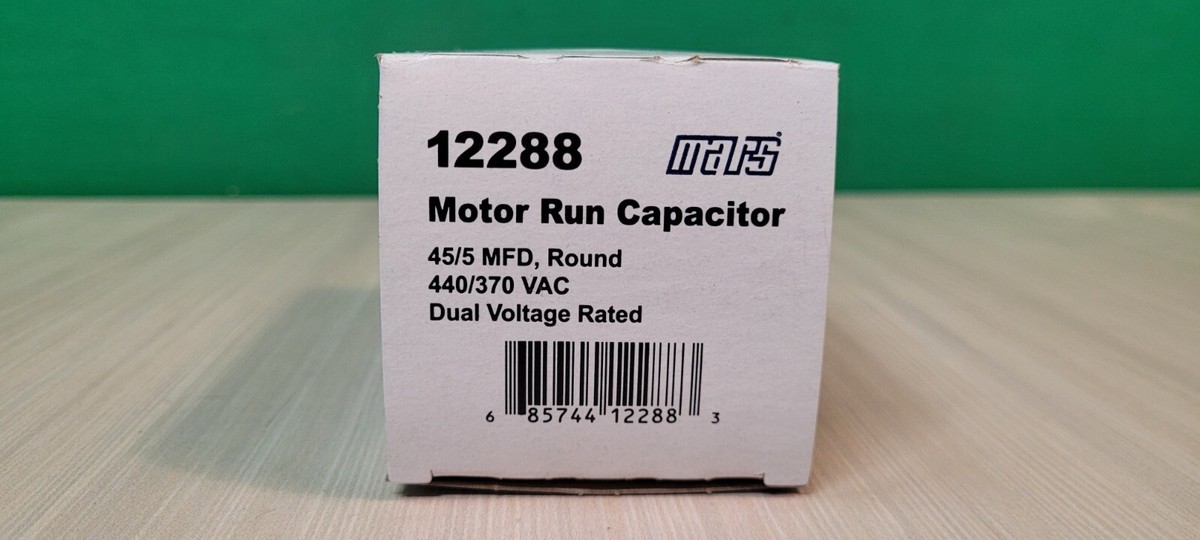 12288 mars
Motor Run Capacitor
45/5 MFD, Round
440/370 VAC
Dual Voltage Rated
6 85744 12288 3